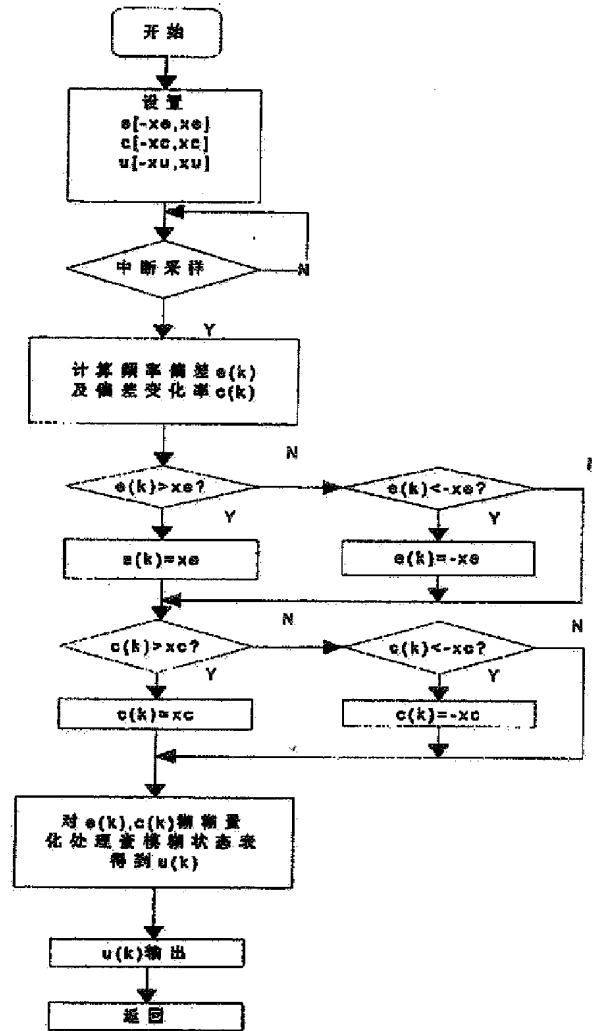 开始
设置
e[-xe,xe]
c[-xc,xc]
u[-xu,xu]
中断采样
N
Y
计算频率偏差e(k)
及偏差变化率c(k)
N
e(k)>xe?
e(k)<-xe?
Y
Y
e(k)=xe
e(k)=-xe
N
N
c(k)>xc?
c(k)<-xc?
Y
Y
c(k)=xc
c(k)=-xc
对e(k),c(k)糊糊量
化处理查模糊状态表
得到u(k)
u(k)输出
返回